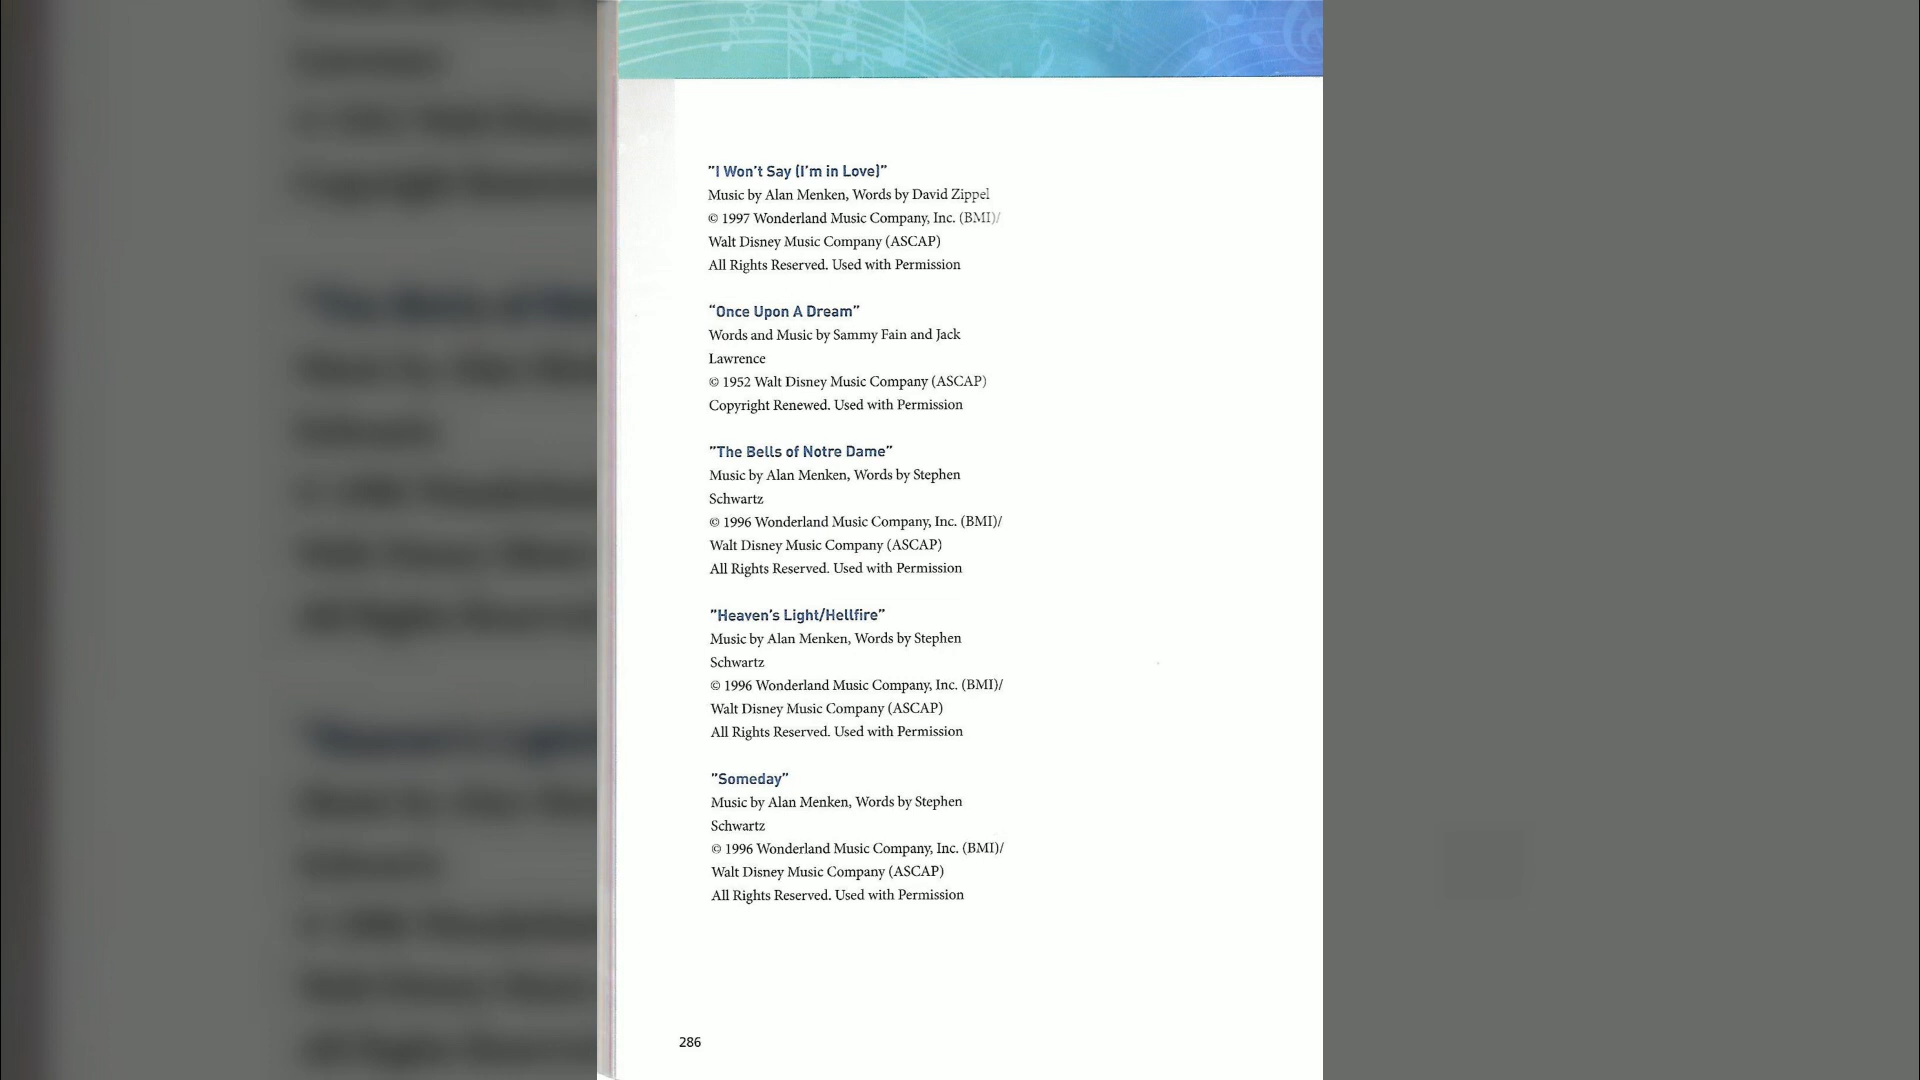 "I Won't Say (I'm in Love)"
Music by Alan Menken, Words by David Zippel
© 1997 Wonderland Music Company, Inc. (BMI)/
Walt Disney Music Company (ASCAP)
All Rights Reserved. Used with Permission
"Once Upon A Dream"
Words and Music by Sammy Fain and Jack
Lawrence
© 1952 Walt Disney Music Company (ASCAP)
Copyright Renewed. Used with Permission
"The Bells of Notre Dame"
Music by Alan Menken, Words by Stephen
Schwartz
© 1996 Wonderland Music Company, Inc. (BMI)/
Walt Disney Music Company (ASCAP)
All Rights Reserved. Used with Permission
"Heaven's Light/Hellfire"
Music by Alan Menken, Words by Stephen
Schwartz
© 1996 Wonderland Music Company, Inc. (BMI)/
Walt Disney Music Company (ASCAP)
All Rights Reserved. Used with Permission
"Someday"
Music by Alan Menken, Words by Stephen
Schwartz
© 1996 Wonderland Music Company, Inc. (BMI)/
Walt Disney Music Company (ASCAP)
All Rights Reserved. Used with Permission
286